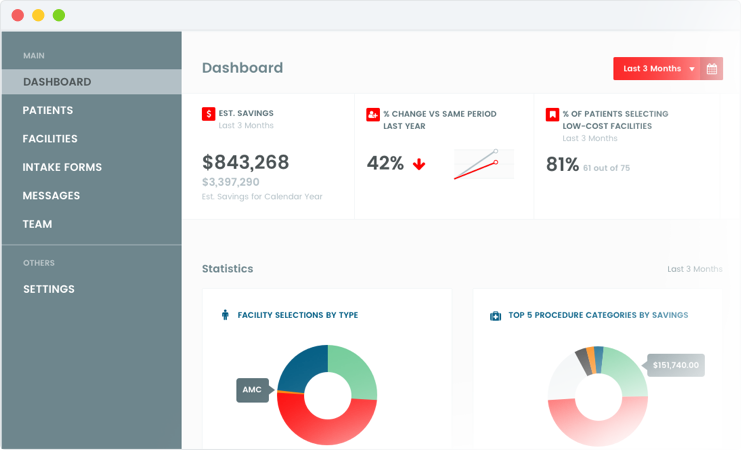 MAIN
DASHBOARD
PATIENTS
FACILITIES
INTAKE FORMS
MESSAGES
TEAM
OTHERS
SETTINGS
Dashboard
Last 3 Months
$ EST. SAVINGS
Last 3 Months
$843,268
$3,397,290
Est. Savings for Calendar Year
% CHANGE VS SAME PERIOD
LAST YEAR
42%
% OF PATIENTS SELECTING
LOW-COST FACILITIES
Last 3 Months
81% 61 out of 75
Statistics
Last 3 Months
FACILITY SELECTIONS BY TYPE
AMC
TOP 5 PROCEDURE CATEGORIES BY SAVINGS
$151,740.00